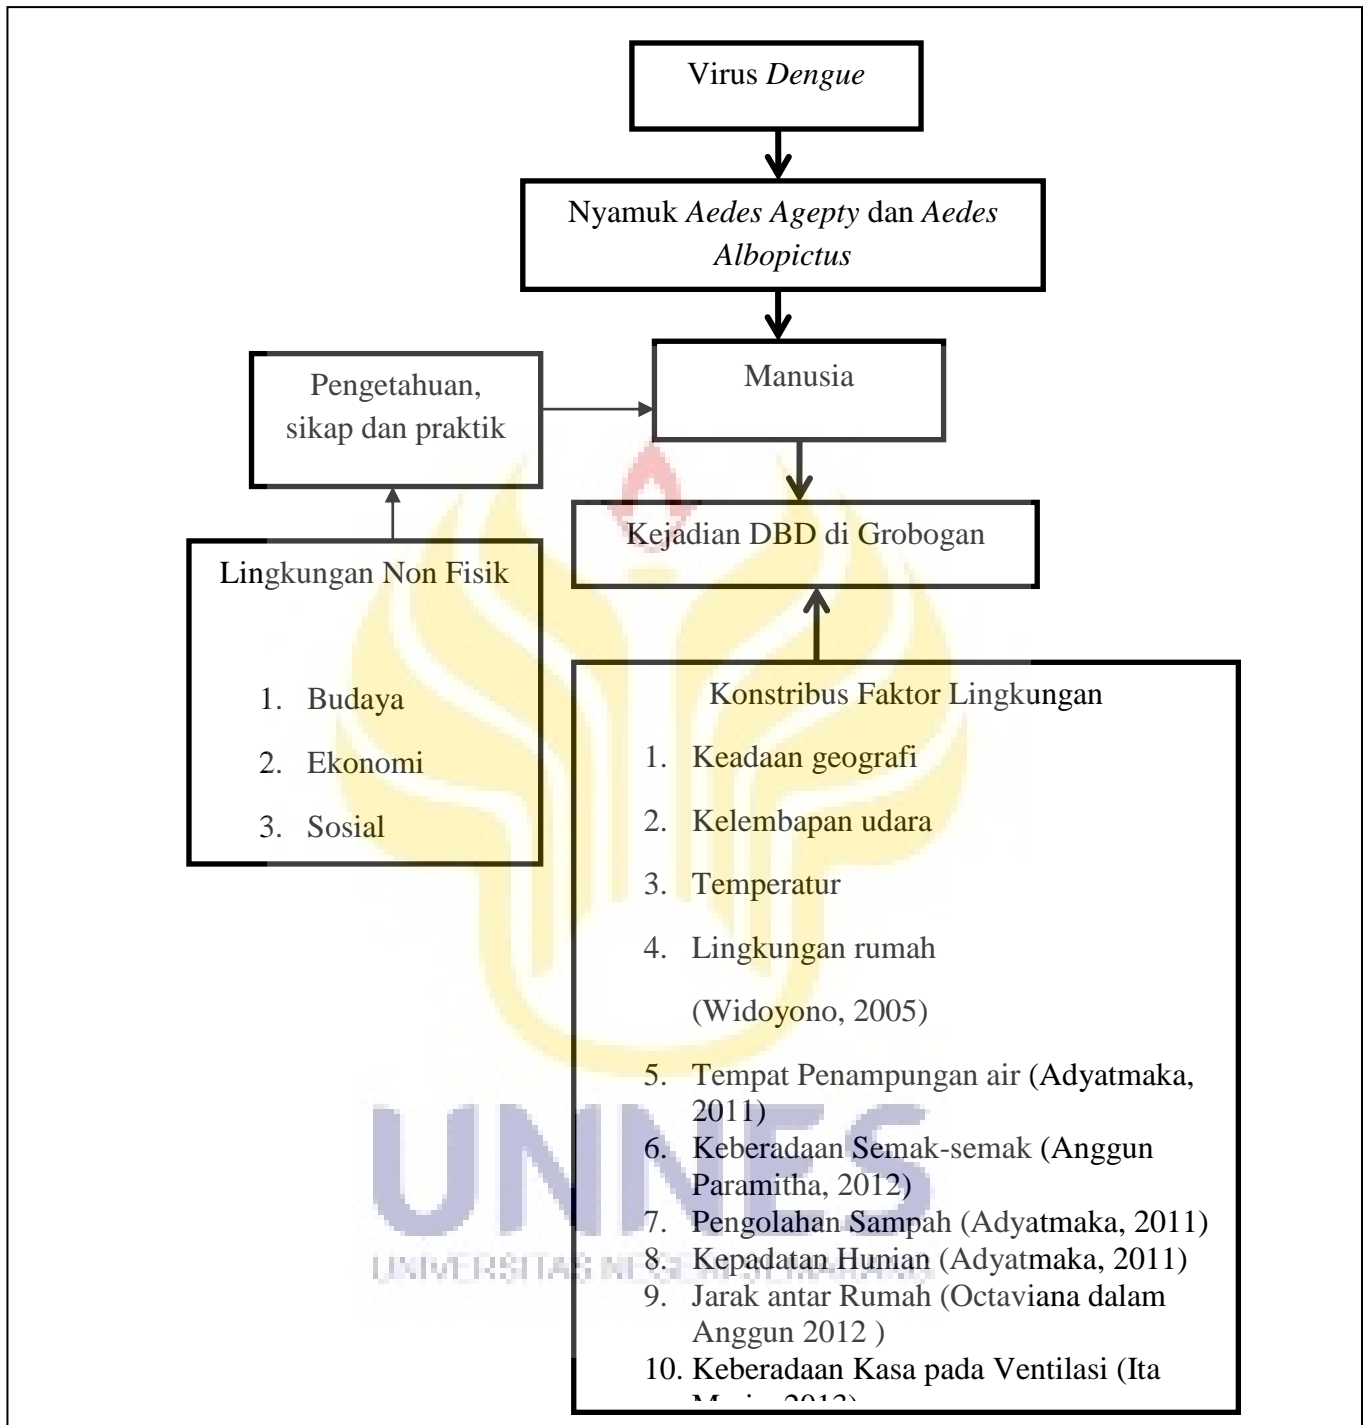 Virus Dengue
Nyamuk Aedes Agepty dan Aedes
Albopictus
Manusia
Pengetahuan,
sikap dan praktik
Kejadian DBD di Grobogan
Lingkungan Non Fisik
1. Budaya
2. Ekonomi
3. Sosial
Konstribus Faktor Lingkungan
1. Keadaan geografi
2. Kelembapan udara
3. Temperatur
4. Lingkungan rumah
(Widoyono, 2005)
5. Tempat Penampungan air (Adyatmaka,
2011)
6. Keberadaan Semak-semak (Anggun
Paramitha, 2012)
7. Pengolahan Sampah (Adyatmaka, 2011)
8. Kepadatan Hunian (Adyatmaka, 2011)
9. Jarak antar Rumah (Octaviana dalam
Anggun 2012 )
10. Keberadaan Kasa pada Ventilasi (Ita
UNNES
UNIVERSITAS NEGERI SEMARANG